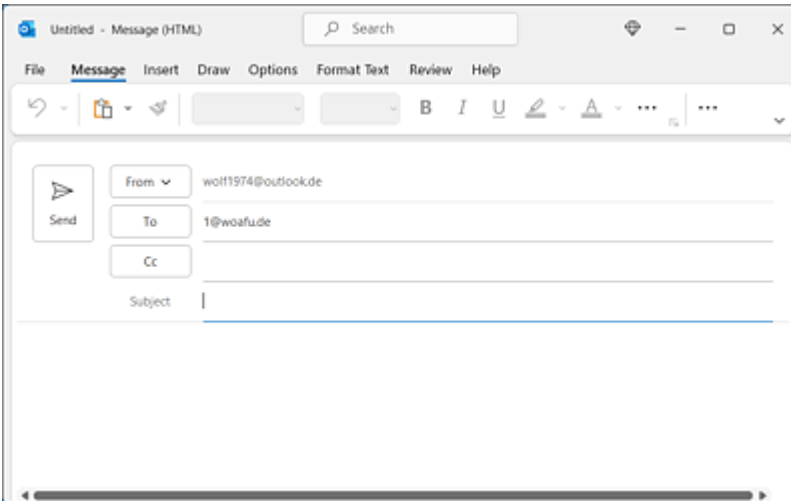 Untitled - Message (HTML)
Search
File Message Insert Draw Options Format Text Review Help
B I U A
From wolf1974@outlook.de
Send
To 1@woafu.de
Cc
Subject